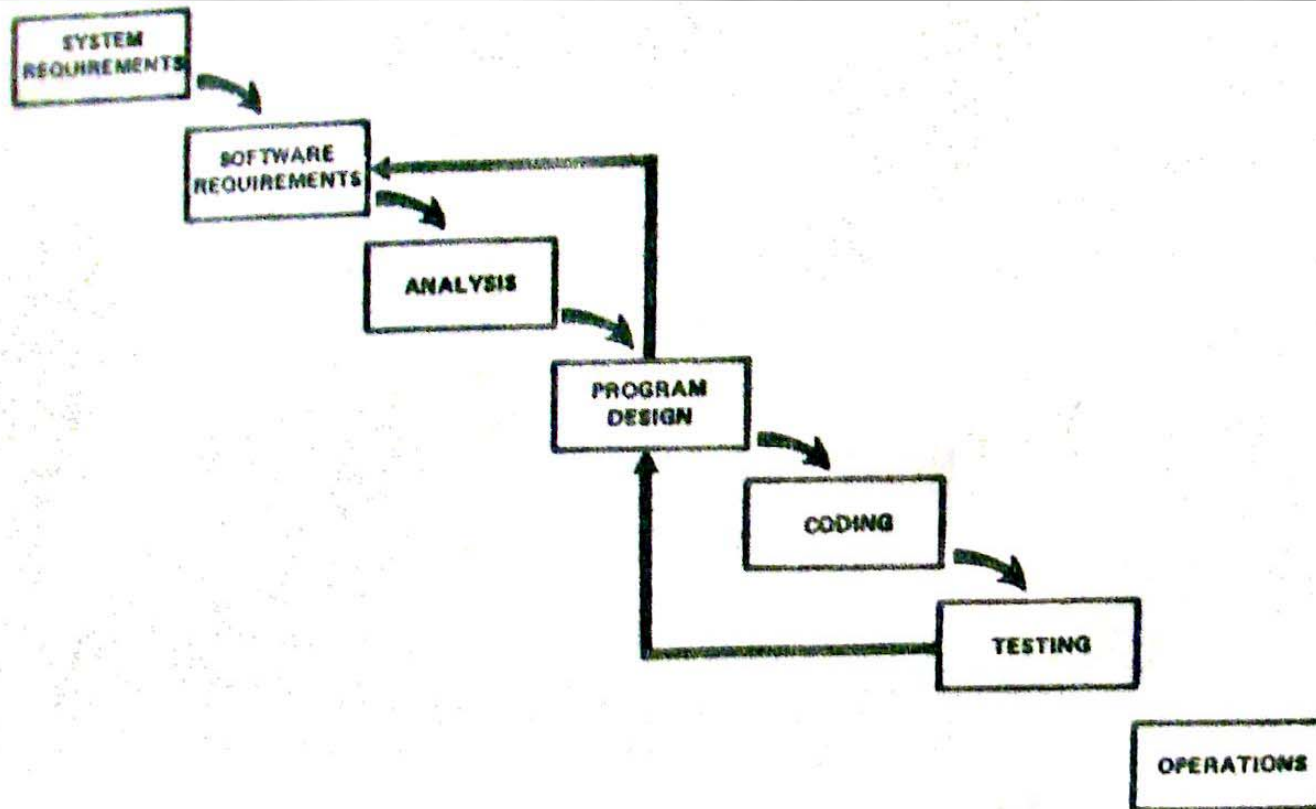 SYSTEM
REQUIREMENTS
SOFTWARE
REQUIREMENTS
ANALYSIS
PROGRAM
DESIGN
CODING
TESTING
OPERATIONS